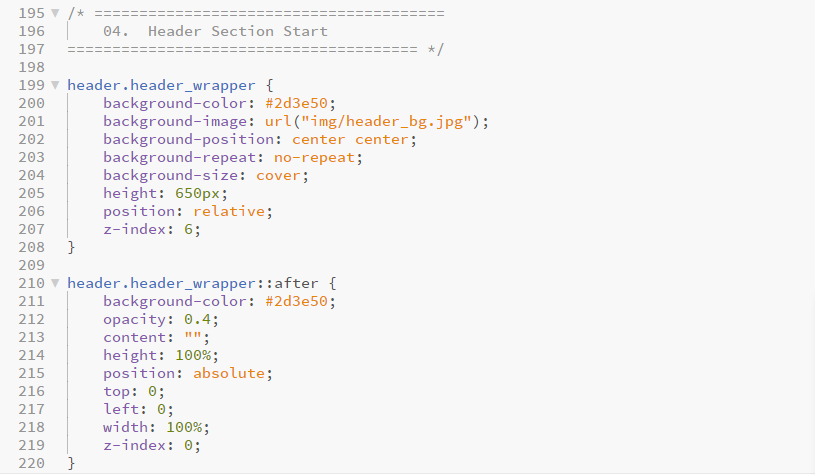 195 /* =======================================
196     04.  Header Section Start
197 ======================================= */
198
199 header.header_wrapper {
200     background-color: #2d3e50;
201     background-image: url("img/header_bg.jpg");
202     background-position: center center;
203     background-repeat: no-repeat;
204     background-size: cover;
205     height: 650px;
206     position: relative;
207     z-index: 6;
208 }
209
210 header.header_wrapper::after {
211     background-color: #2d3e50;
212     opacity: 0.4;
213     content: "";
214     height: 100%;
215     position: absolute;
216     top: 0;
217     left: 0;
218     width: 100%;
219     z-index: 0;
220 }